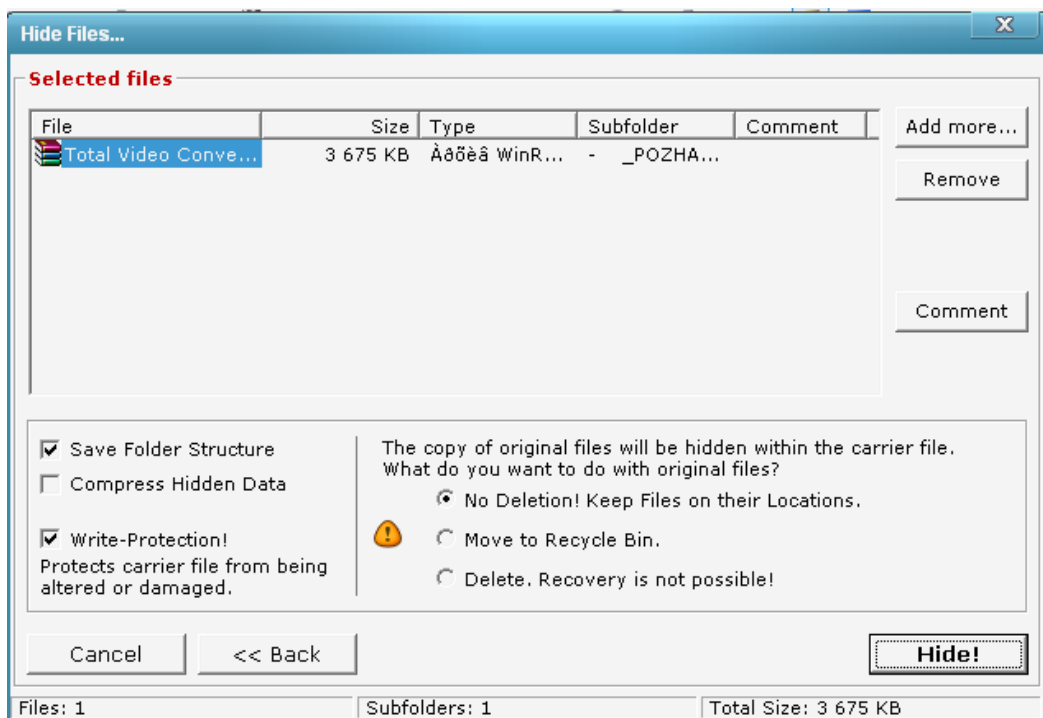 Hide Files...
Selected files
File Size Type Subfolder Comment
Total Video Conve... 3 675 KB Àðõèâ WinR... - _POZHA...
Add more...
Remove
Comment
Save Folder Structure
Compress Hidden Data
Write-Protection!
Protects carrier file from being
altered or damaged.
The copy of original files will be hidden within the carrier file.
What do you want to do with original files?
No Deletion! Keep Files on their Locations.
Move to Recycle Bin.
Delete. Recovery is not possible!
Cancel
<< Back
Hide!
Files: 1 Subfolders: 1 Total Size: 3 675 KB